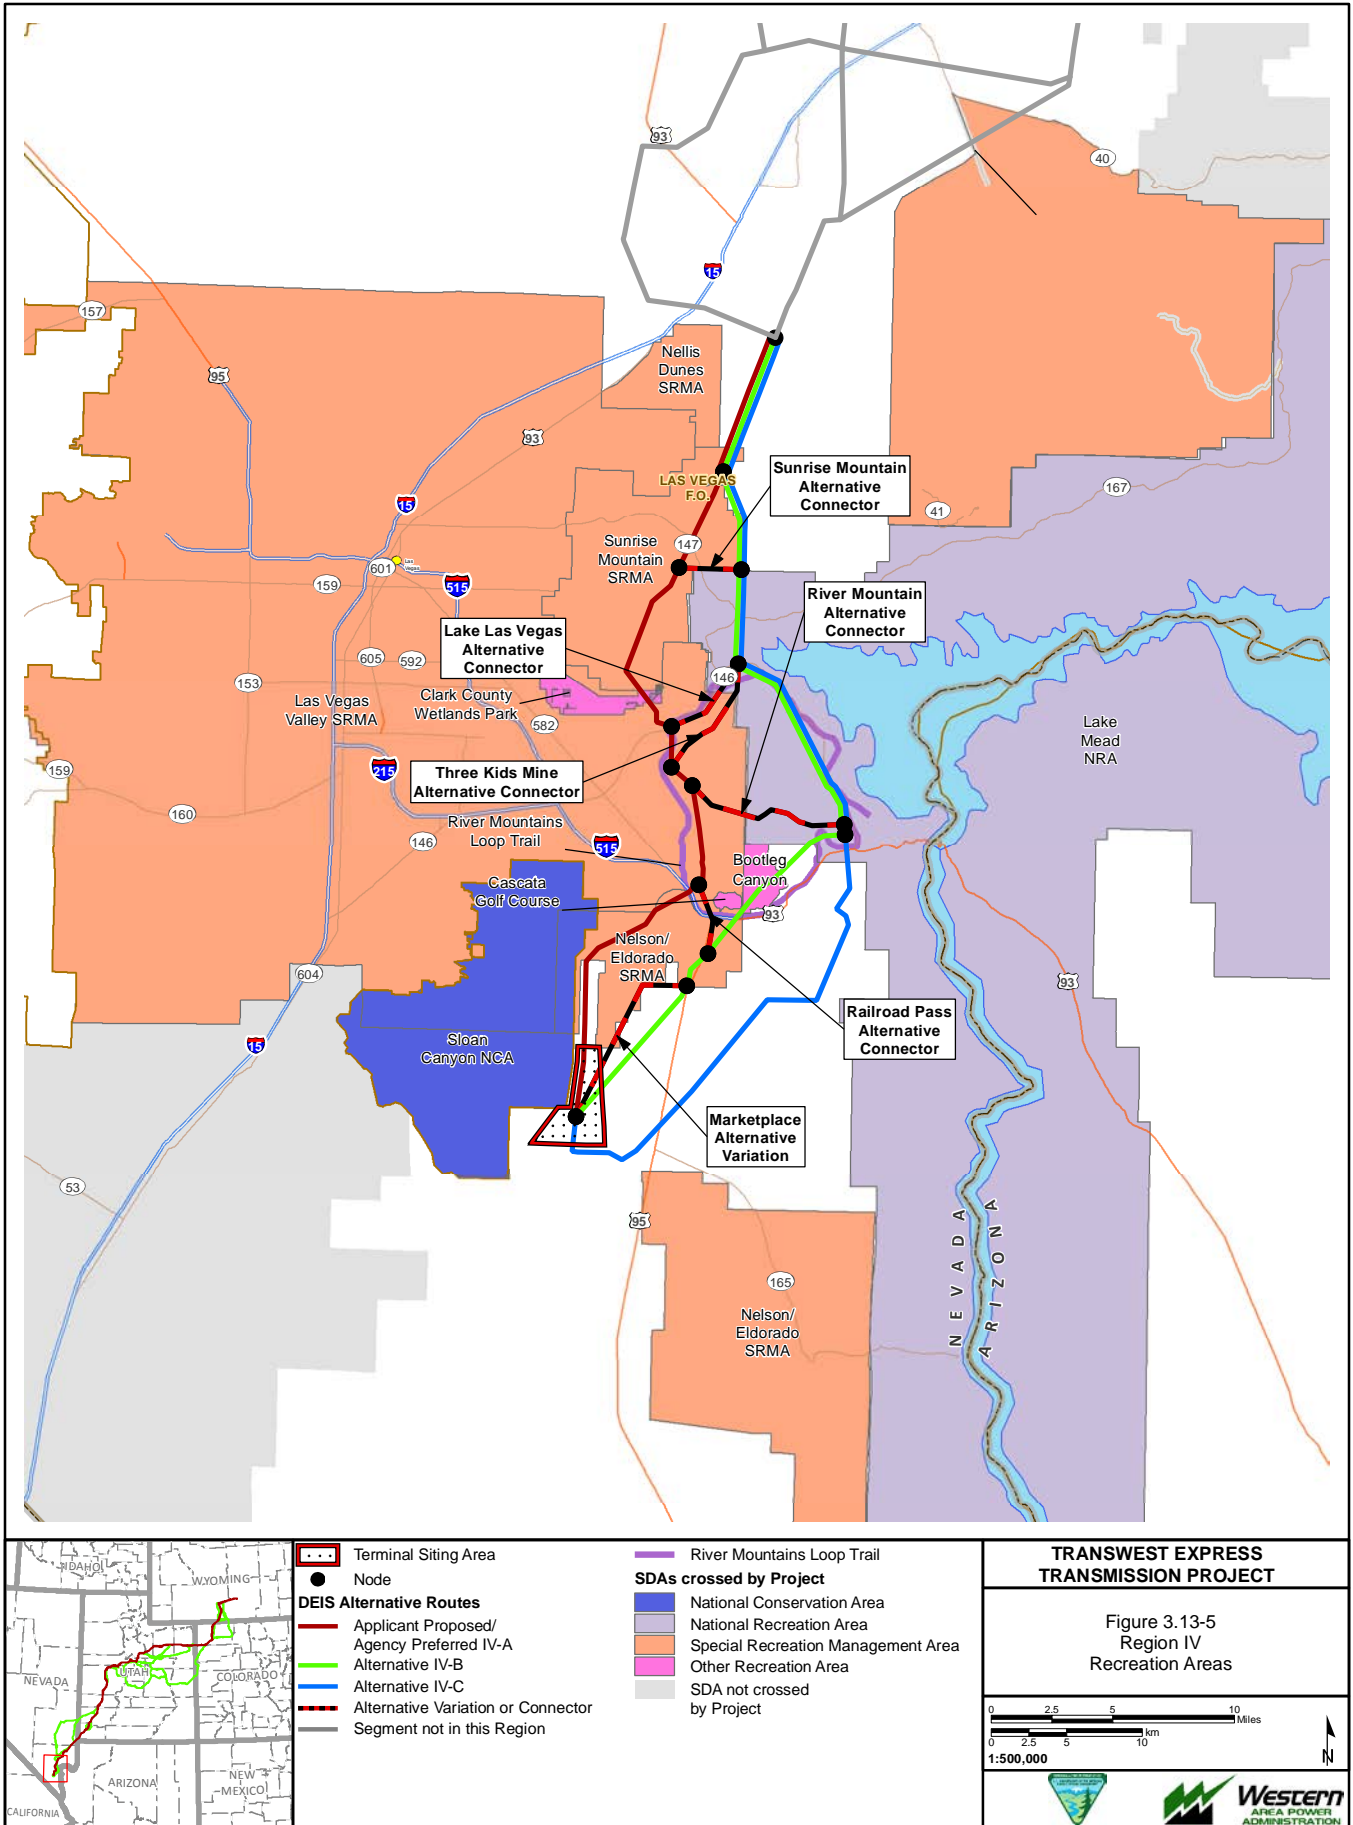 93
40
15
157
95
Nellis
Dunes
SRMA
93
Sunrise Mountain
Alternative
Connector
LAS VEGAS
F.O.
167
41
15
147
Sunrise
Mountain
SRMA
601
Las
Vegas
159
515
River Mountain
Alternative
Connector
Lake Las Vegas
Alternative
Connector
605
592
153
146
Clark County
Wetlands Park
Las Vegas
Valley SRMA
582
Lake
Mead
NRA
159
215
Three Kids Mine
Alternative Connector
160
River Mountains
Loop Trail
146
515
Bootleg
Canyon
Cascata
Golf Course
93
Nelson/
Eldorado
SRMA
604
93
15
Sloan
Canyon NCA
Railroad Pass
Alternative
Connector
Marketplace
Alternative
Variation
53
95
NEVADA
ARIZONA
165
Nelson/
Eldorado
SRMA
IDAHO
WYOMING
NEVADA
UTAH
COLORADO
ARIZONA
NEW
MEXICO
CALIFORNIA
Terminal Siting Area
Node
DEIS Alternative Routes
Applicant Proposed/
Agency Preferred IV-A
Alternative IV-B
Alternative IV-C
Alternative Variation or Connector
Segment not in this Region
River Mountains Loop Trail
SDAs crossed by Project
National Conservation Area
National Recreation Area
Special Recreation Management Area
Other Recreation Area
SDA not crossed
by Project
TRANSWEST EXPRESS
TRANSMISSION PROJECT
Figure 3.13-5
Region IV
Recreation Areas
0 2.5 5 10
Miles
0 2.5 5 10
km
1:500,000
N
Western
AREA POWER
ADMINISTRATION